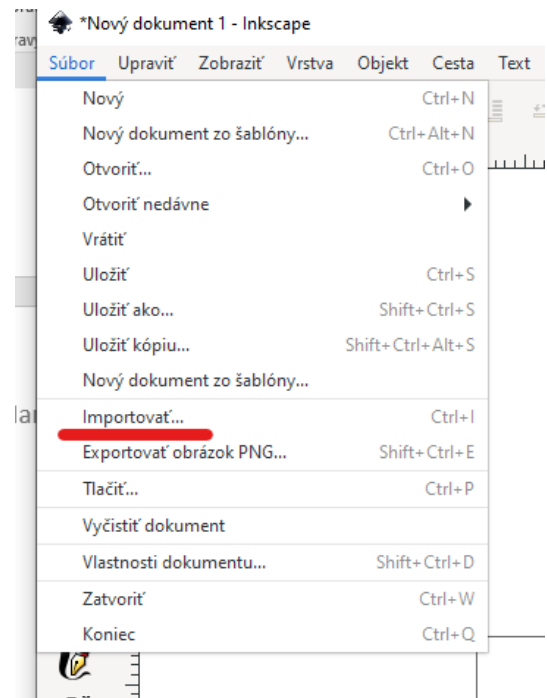 *Nový dokument 1 - Inkscape
Súbor Upraviť Zobraziť Vrstva Objekt Cesta Text
Nový Ctrl+N
Nový dokument zo šablóny... Ctrl+Alt+N
Otvoriť... Ctrl+O
Otvoriť nedávne
Vrátiť
Uložiť Ctrl+S
Uložiť ako... Shift+Ctrl+S
Uložiť kópiu... Shift+Ctrl+Alt+S
Nový dokument zo šablóny...
Importovať... Ctrl+I
Exportovať obrázok PNG... Shift+Ctrl+E
Tlačiť... Ctrl+P
Vyčistiť dokument
Vlastnosti dokumentu... Shift+Ctrl+D
Zatvoriť Ctrl+W
Koniec Ctrl+Q